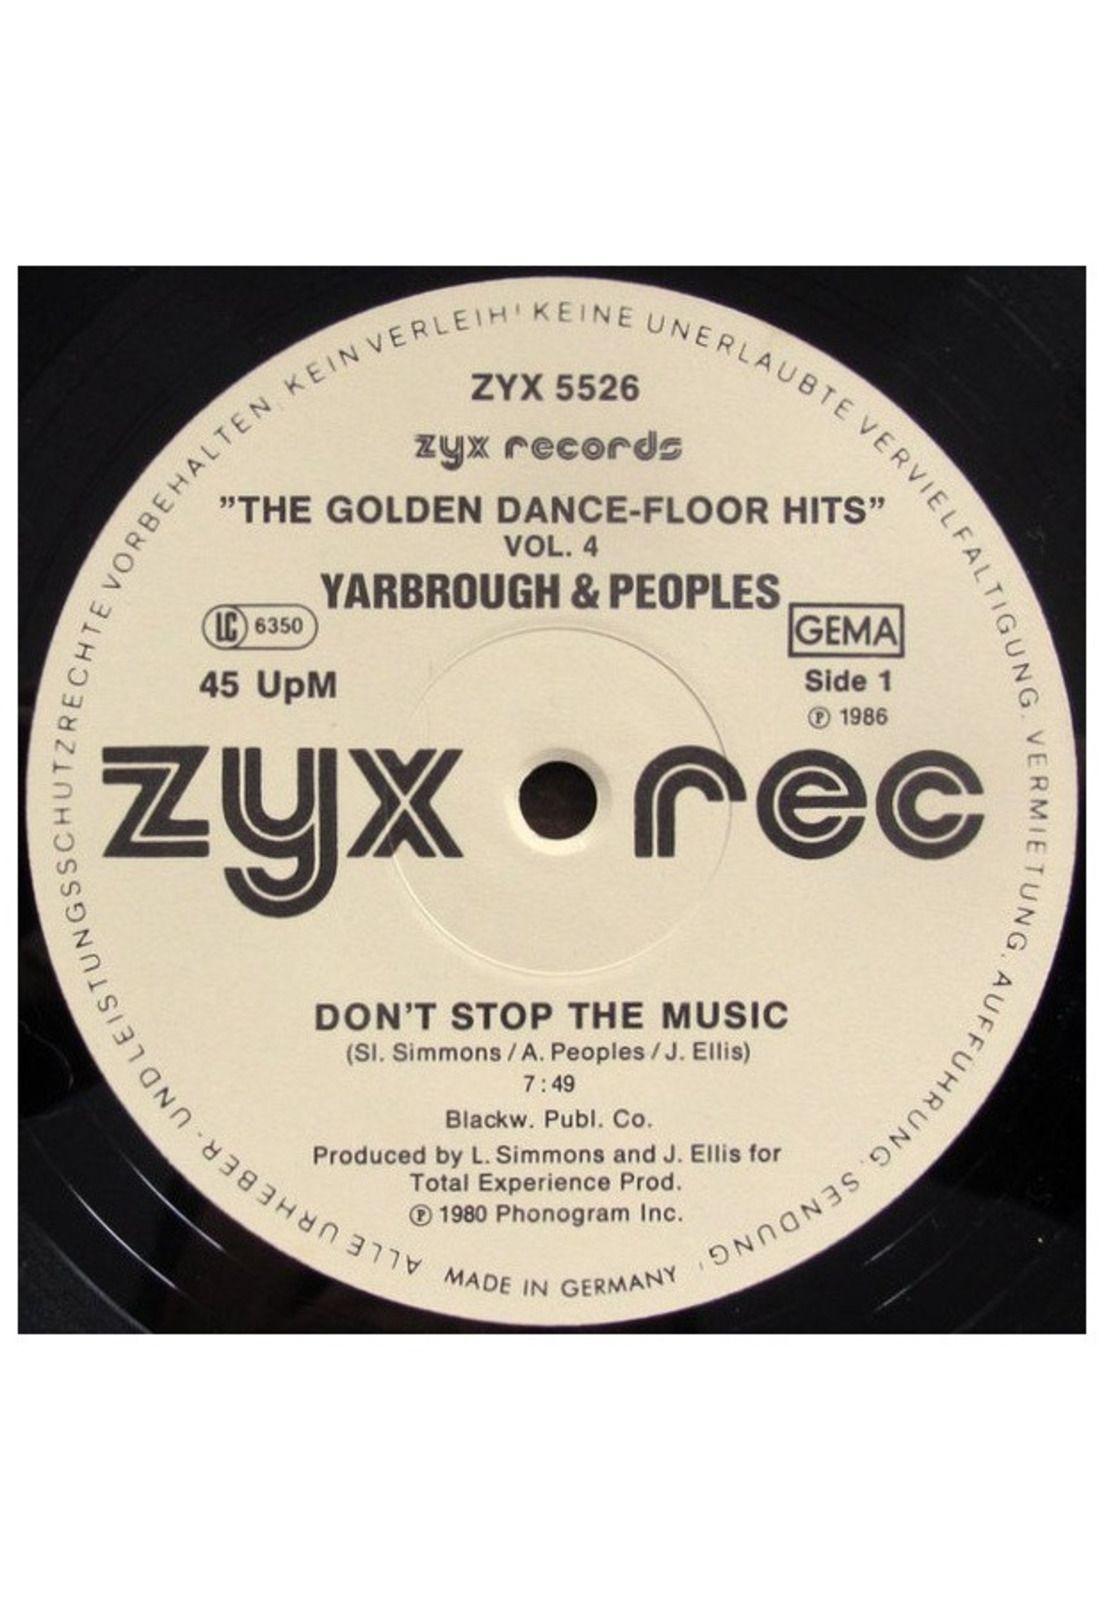 ZYX 5526
zyx records
"THE GOLDEN DANCE-FLOOR HITS"
VOL. 4
YARBROUGH & PEOPLES
LC 6350
GEMA
45 UpM
Side 1
℗ 1986
zyx rec
DON'T STOP THE MUSIC
(Sl. Simmons / A. Peoples / J. Ellis)
7 : 49
Blackw. Publ. Co.
Produced by L. Simmons and J. Ellis for
Total Experience Prod.
℗ 1980 Phonogram Inc.
ALLE URHEBER- UND LEISTUNGSSCHUTZRECHTE VORBEHALTEN. KEIN VERLEIH! KEINE UNERLAUBTE VERVIELFALTIGUNG. VERMIETUNG. AUFFUHRUNG. SENDUNG!
MADE IN GERMANY